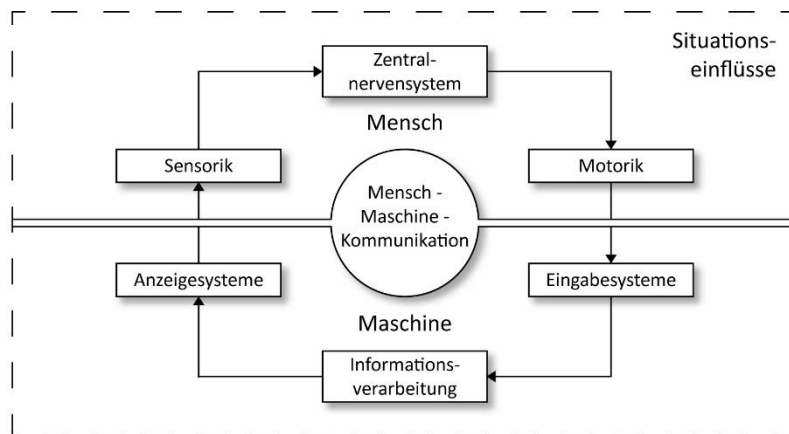 Situations-
einflüsse
Zentral-
nervensystem
Mensch
Sensorik
Motorik
Mensch -
Maschine -
Kommunikation
Anzeigesysteme
Eingabesysteme
Maschine
Informations-
verarbeitung